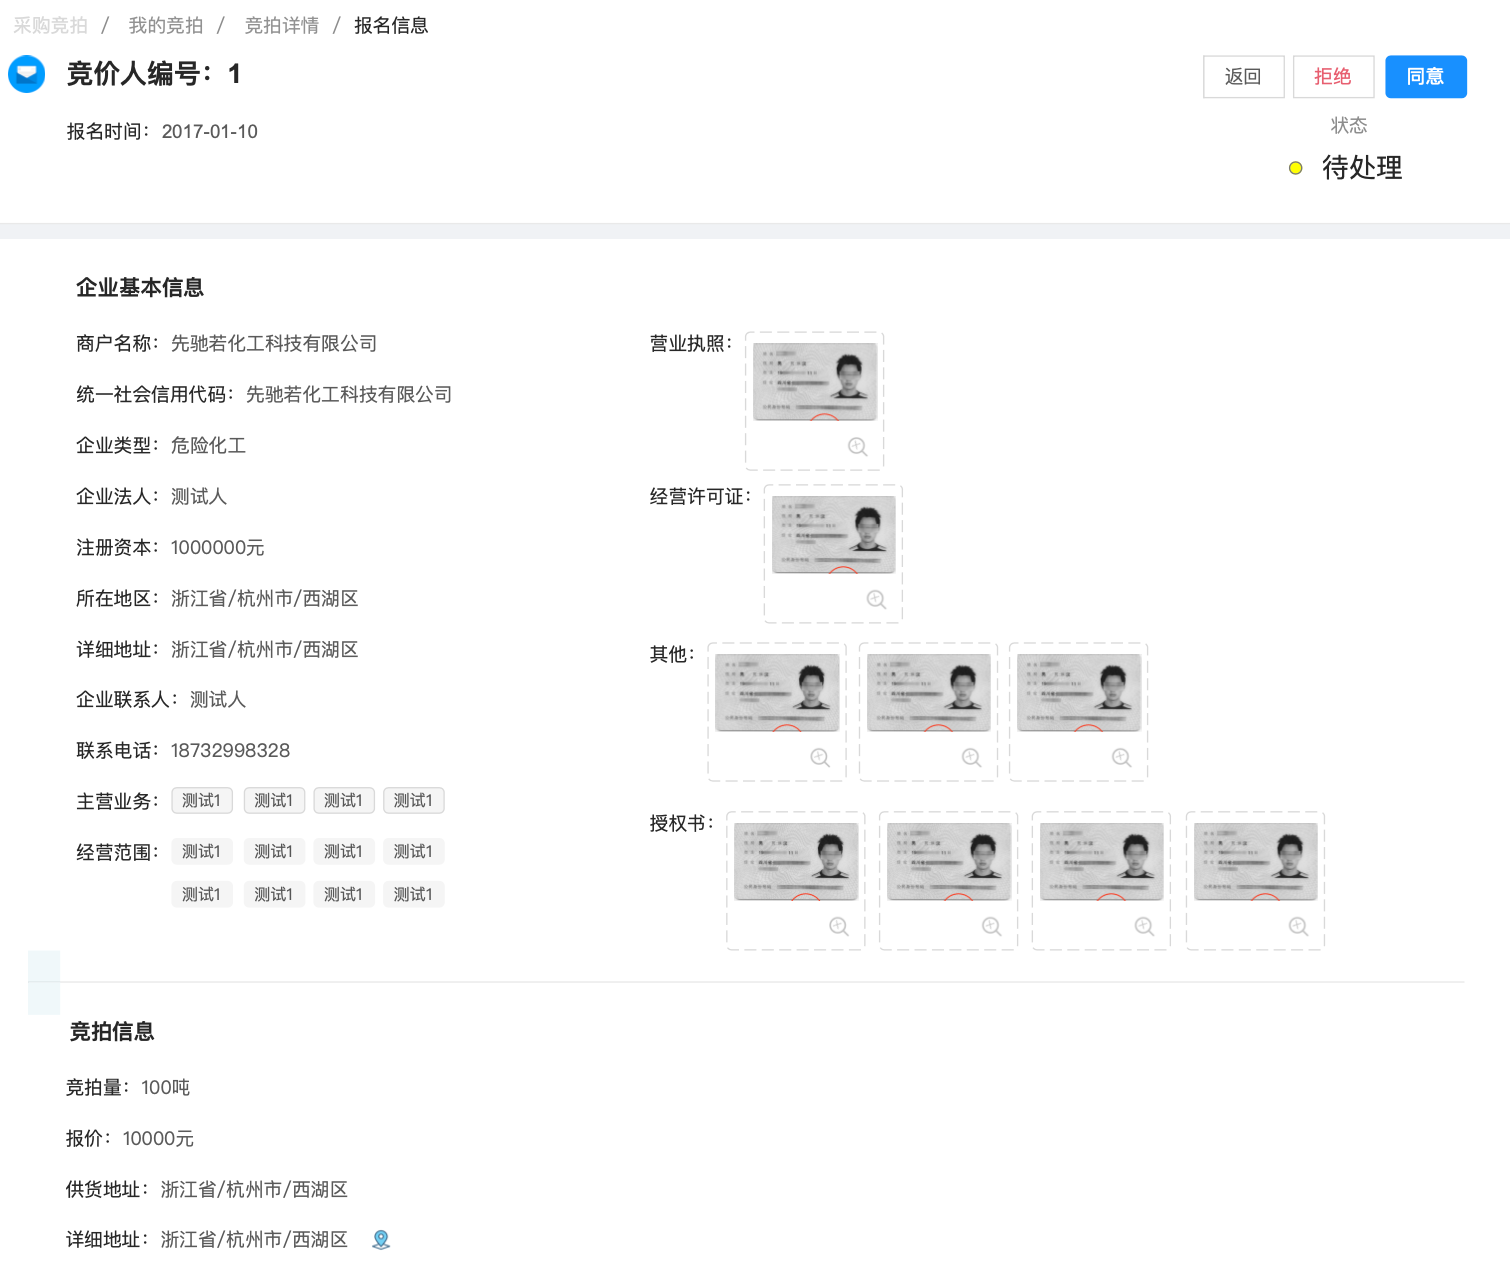 采购竞拍 / 我的竞拍 / 竞拍详情 / 报名信息
竞价人编号：1
返回 拒绝 同意
报名时间：2017-01-10
状态
待处理
企业基本信息
商户名称：先驰若化工科技有限公司
统一社会信用代码：先驰若化工科技有限公司
企业类型：危险化工
企业法人：测试人
注册资本：1000000元
所在地区：浙江省/杭州市/西湖区
详细地址：浙江省/杭州市/西湖区
企业联系人：测试人
联系电话：18732998328
主营业务：测试1 测试1 测试1 测试1
经营范围：测试1 测试1 测试1 测试1
测试1 测试1 测试1 测试1
营业执照：
经营许可证：
其他：
授权书：
竞拍信息
竞拍量：100吨
报价：10000元
供货地址：浙江省/杭州市/西湖区
详细地址：浙江省/杭州市/西湖区